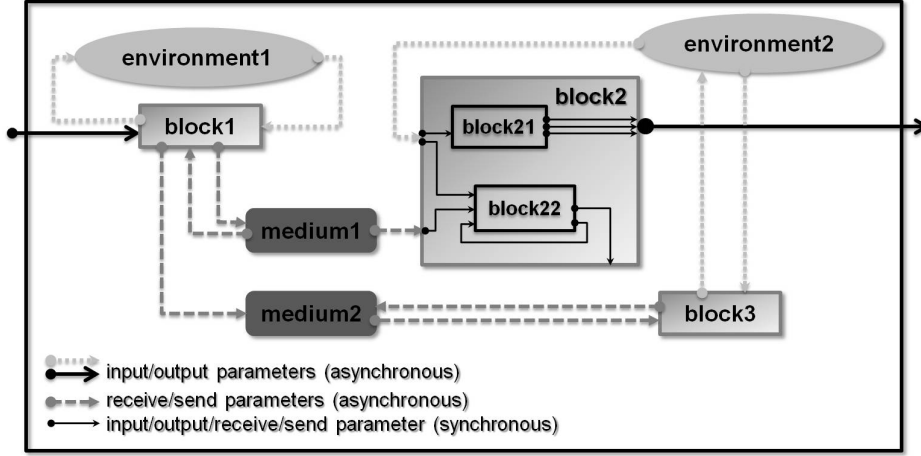 environment1
environment2
block2
block1
block21
block22
medium1
medium2
block3
input/output parameters (asynchronous)
receive/send parameters (asynchronous)
input/output/receive/send parameter (synchronous)